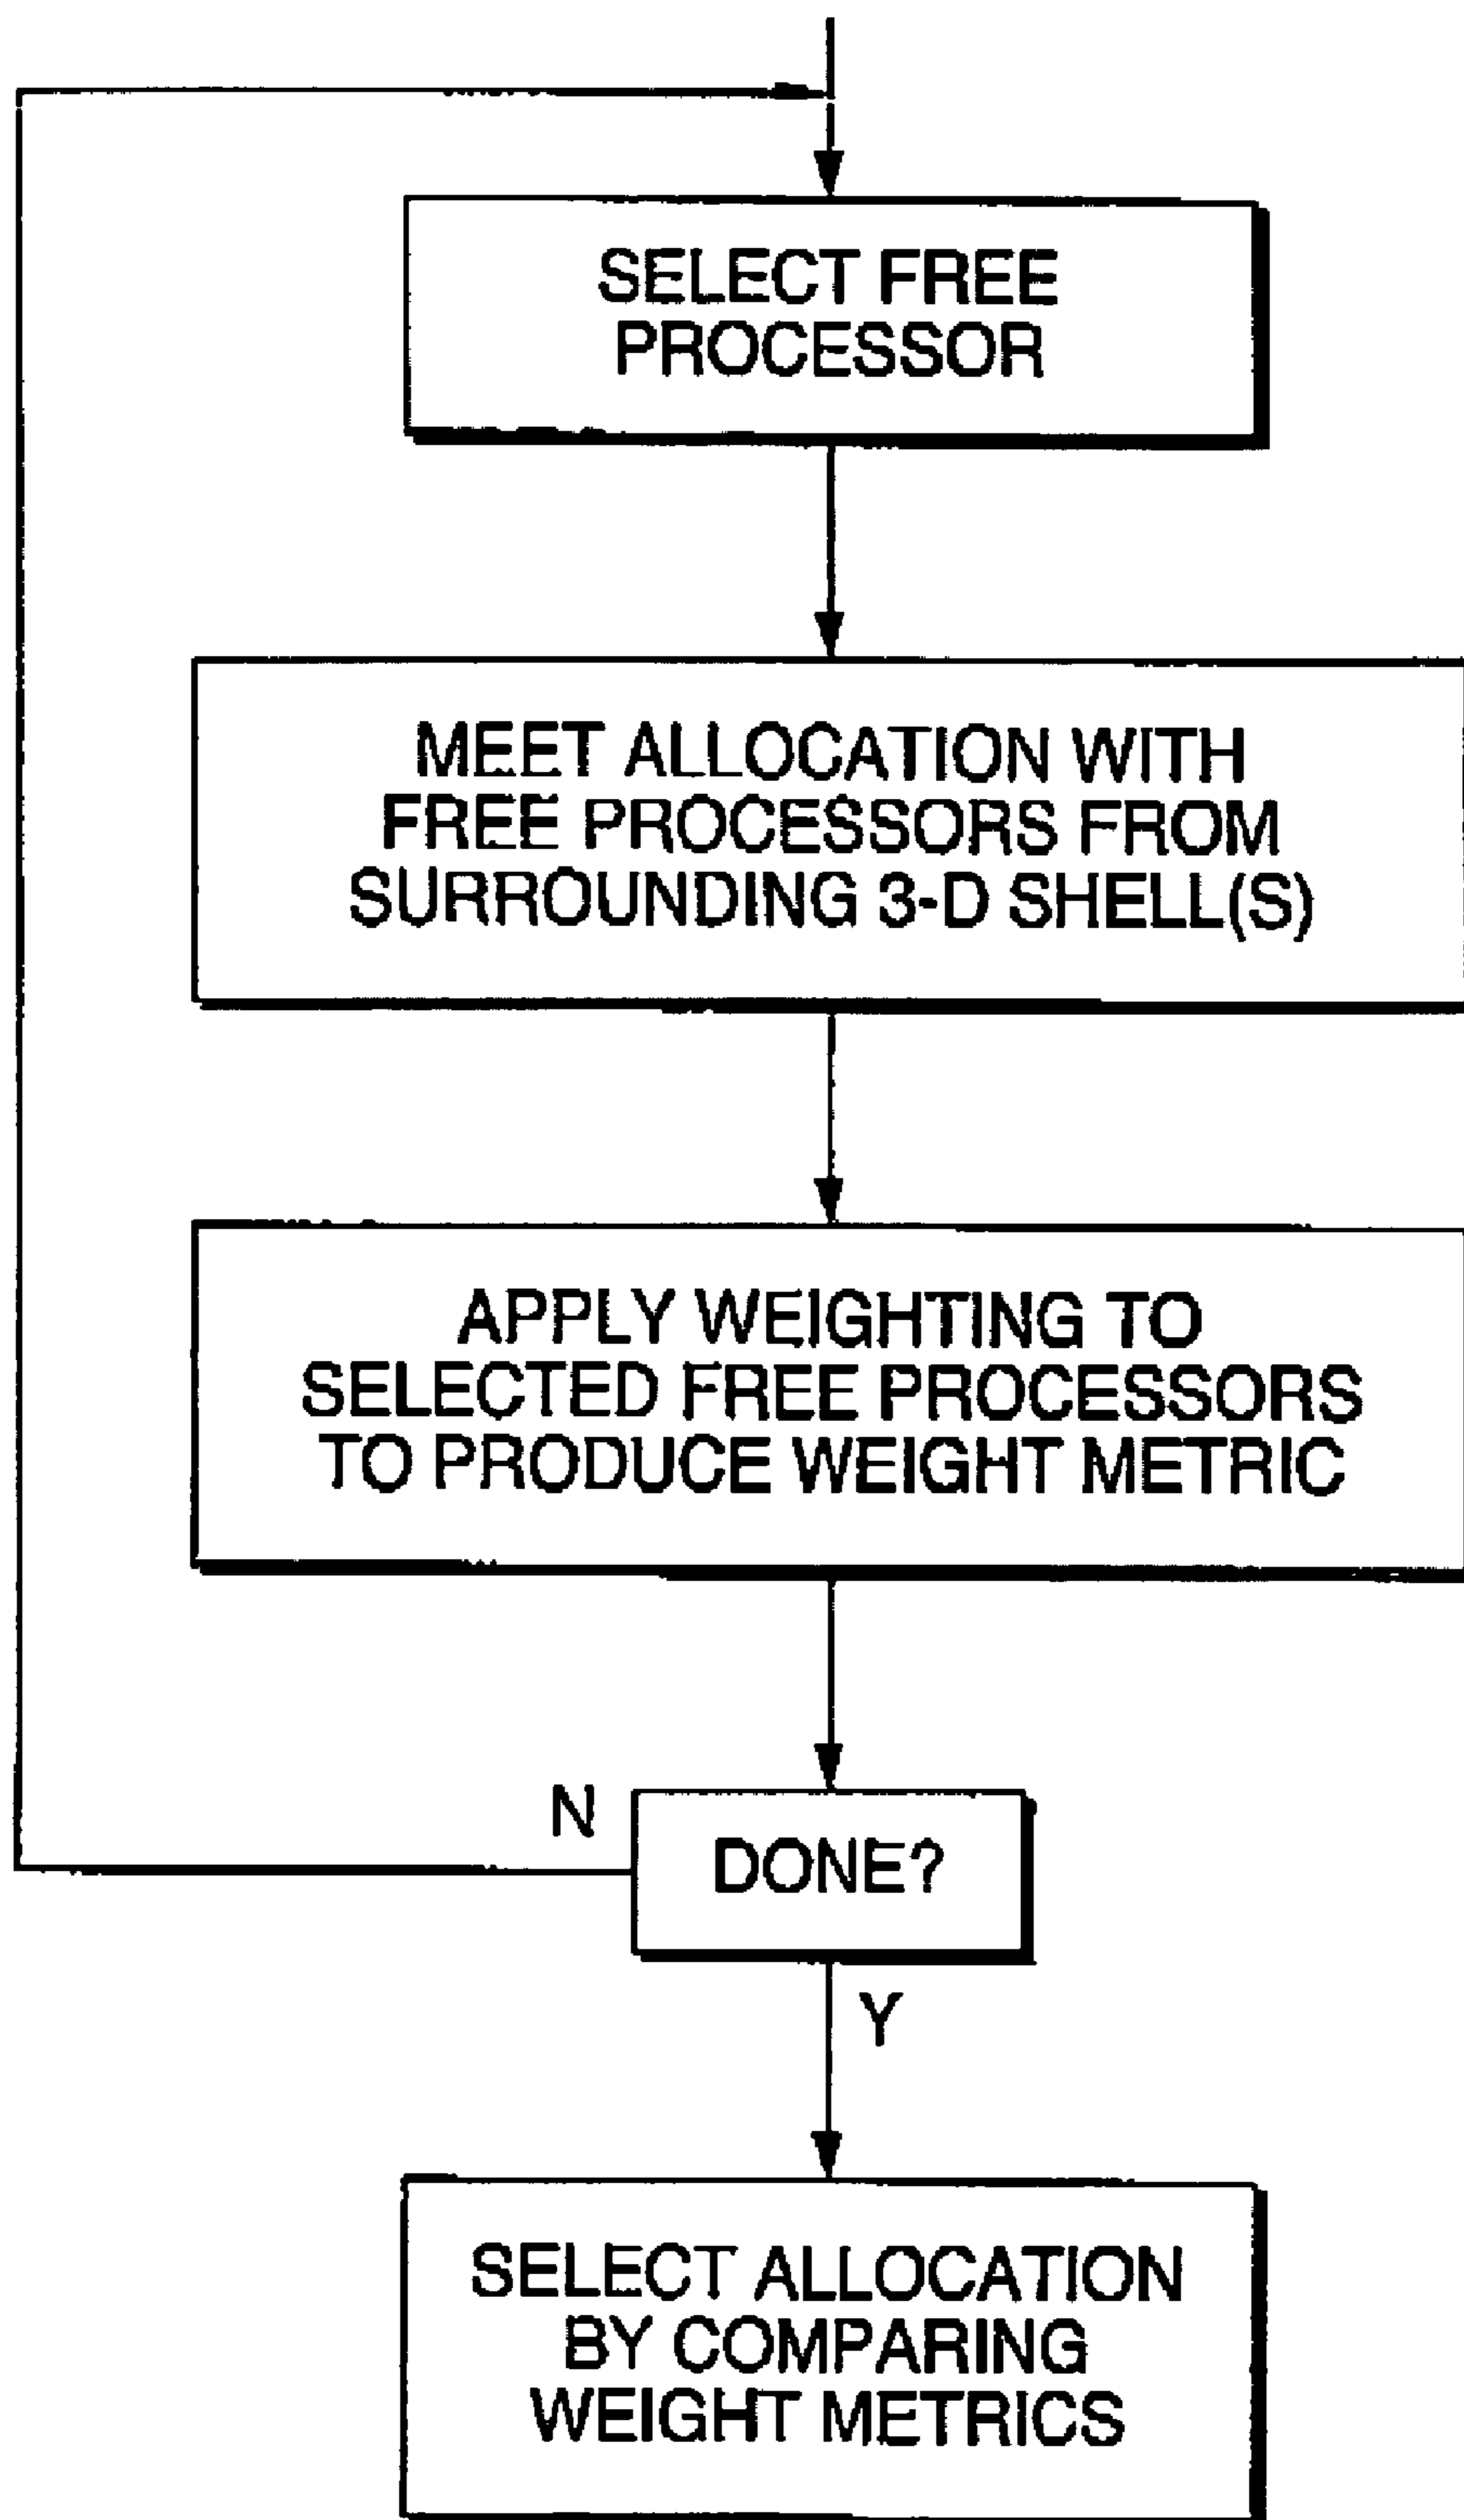 SELECT FREE
PROCESSOR
MEET ALLOCATION WITH
FREE PROCESSORS FROM
SURROUNDING 3-D SHELL(S)
APPLY WEIGHTING TO
SELECTED FREE PROCESSORS
TO PRODUCE WEIGHT METRIC
N
DONE?
Y
SELECT ALLOCATION
BY COMPARING
WEIGHT METRICS